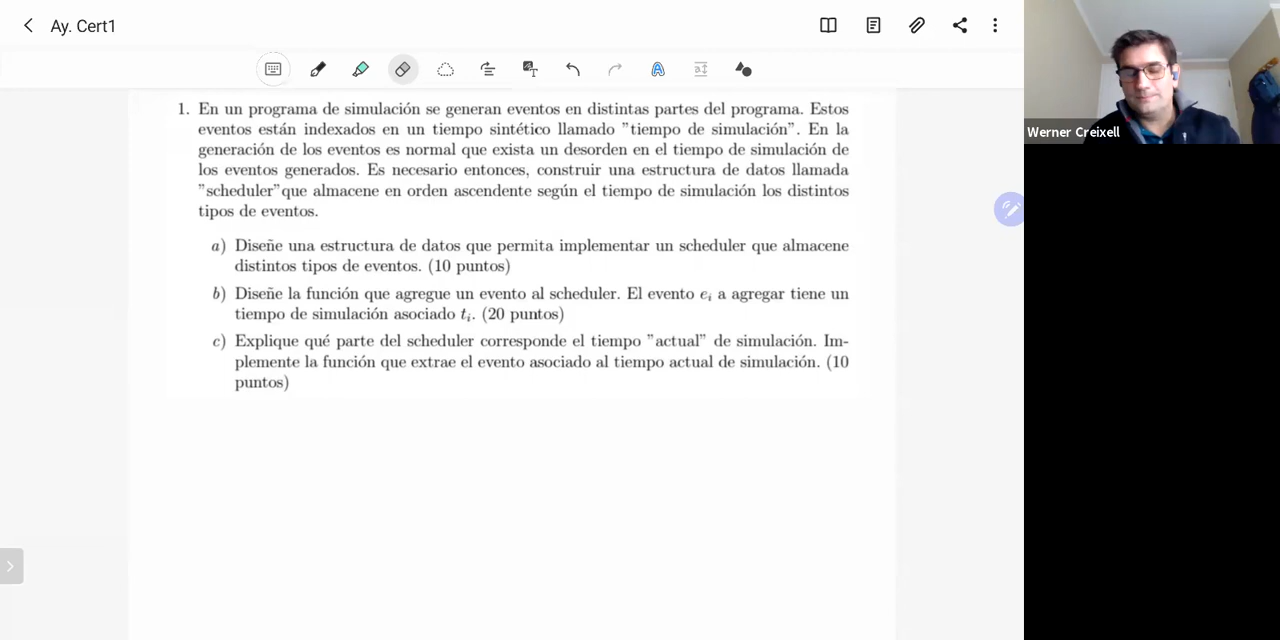 Ay. Cert1
1. En un programa de simulación se generan eventos en distintas partes del programa. Estos
eventos están indexados en un tiempo sintético llamado "tiempo de simulación". En la
generación de los eventos es normal que exista un desorden en el tiempo de simulación de
los eventos generados. Es necesario entonces, construir una estructura de datos llamada
"scheduler"que almacene en orden ascendente según el tiempo de simulación los distintos
tipos de eventos.
a) Diseñe una estructura de datos que permita implementar un scheduler que almacene
distintos tipos de eventos. (10 puntos)
b) Diseñe la función que agregue un evento al scheduler. El evento eᵢ a agregar tiene un
tiempo de simulación asociado tᵢ. (20 puntos)
c) Explique qué parte del scheduler corresponde el tiempo "actual" de simulación. Im-
plemente la función que extrae el evento asociado al tiempo actual de simulación. (10
puntos)
Werner Creixell